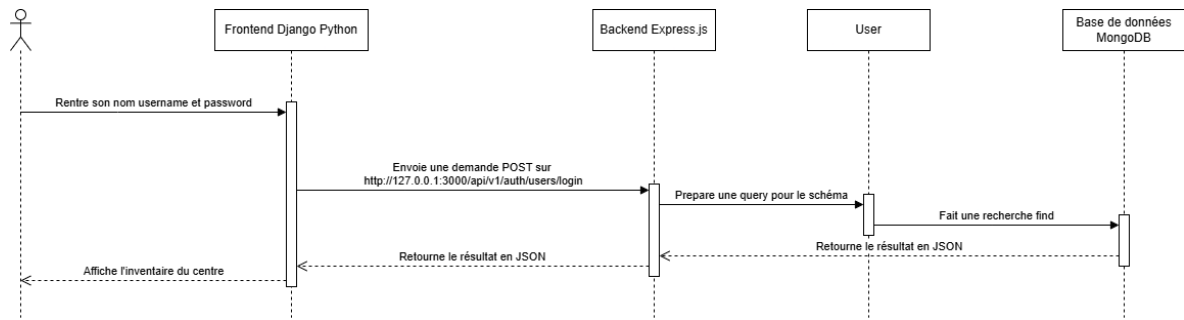 Frontend Django Python
Backend Express.js
User
Base de données
MongoDB
Rentre son nom username et password
Envoie une demande POST sur
http://127.0.0.1:3000/api/v1/auth/users/login
Prepare une query pour le schéma
Fait une recherche find
Retourne le résultat en JSON
Retourne le résultat en JSON
Affiche l'inventaire du centre